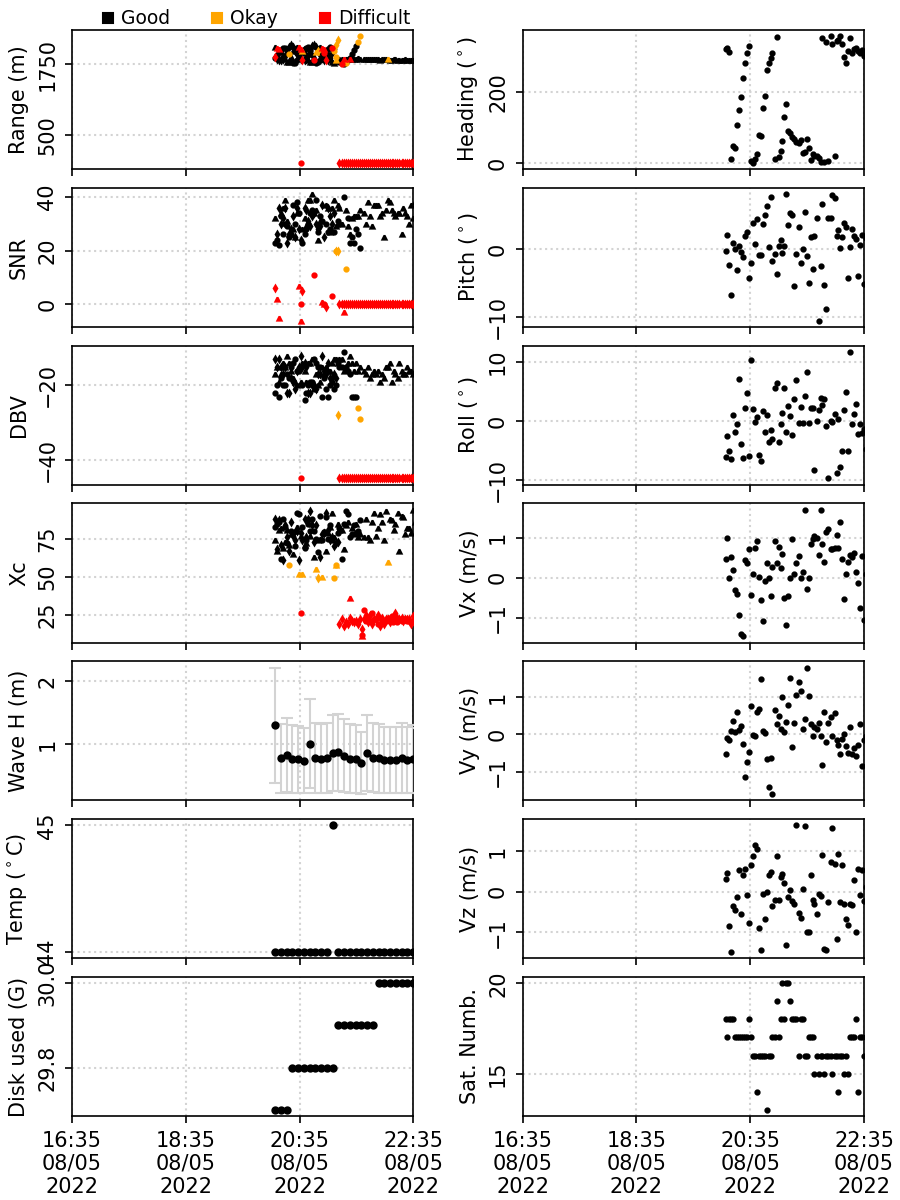 Good Okay Difficult
Range (m)
1750
500
Heading (°)
200
0
SNR
40
20
0
Pitch (°)
0
−10
DBV
−20
−40
Roll (°)
10
0
−10
Xc
75
50
25
Vx (m/s)
1
0
−1
Wave H (m)
2
1
Vy (m/s)
1
0
−1
Temp (°C)
45
44
Vz (m/s)
1
0
−1
Disk used (G)
30.0
29.8
Sat. Numb.
20
15
16:35 18:35 20:35 22:35
08/05 08/05 08/05 08/05
2022 2022 2022 2022
16:35 18:35 20:35 22:35
08/05 08/05 08/05 08/05
2022 2022 2022 2022